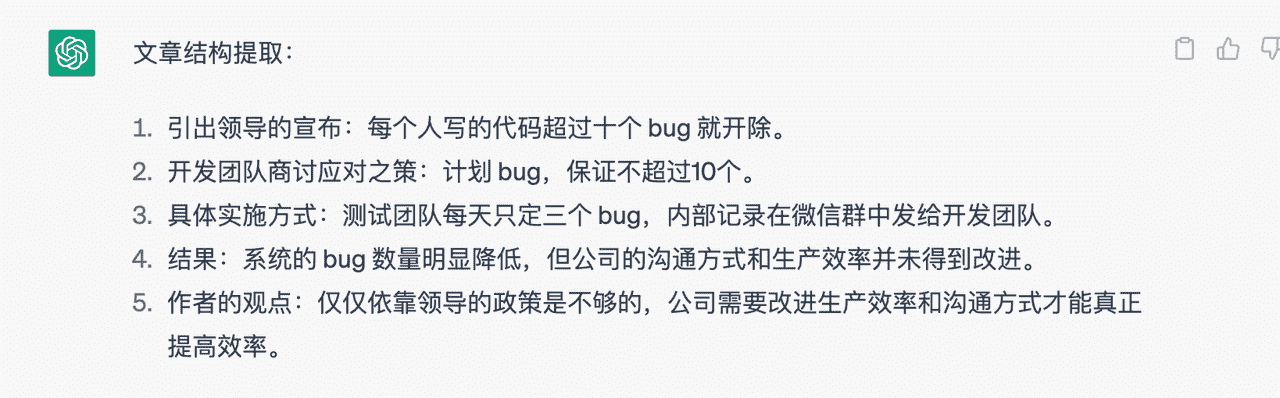 文章结构提取：
1. 引出领导的宣布：每个人写的代码超过十个 bug 就开除。
2. 开发团队商讨应对之策：计划 bug，保证不超过10个。
3. 具体实施方式：测试团队每天只定三个 bug，内部记录在微信群中发给开发团队。
4. 结果：系统的 bug 数量明显降低，但公司的沟通方式和生产效率并未得到改进。
5. 作者的观点：仅仅依靠领导的政策是不够的，公司需要改进生产效率和沟通方式才能真正
提高效率。